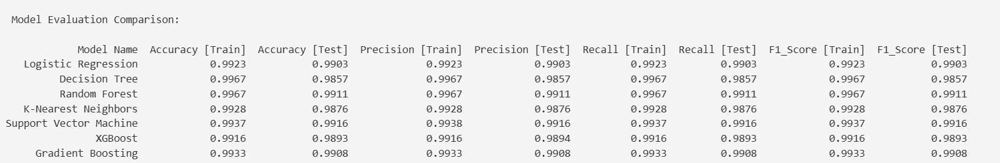 Model Evaluation Comparison:
Model Name Accuracy [Train] Accuracy [Test] Precision [Train] Precision [Test] Recall [Train] Recall [Test] F1_Score [Train] F1_Score [Test]
Logistic Regression 0.9923 0.9903 0.9923 0.9903 0.9923 0.9903 0.9923 0.9903
Decision Tree 0.9967 0.9857 0.9967 0.9857 0.9967 0.9857 0.9967 0.9857
Random Forest 0.9967 0.9911 0.9967 0.9911 0.9967 0.9911 0.9967 0.9911
K-Nearest Neighbors 0.9928 0.9876 0.9928 0.9876 0.9928 0.9876 0.9928 0.9876
Support Vector Machine 0.9937 0.9916 0.9938 0.9916 0.9937 0.9916 0.9937 0.9916
XGBoost 0.9916 0.9893 0.9916 0.9894 0.9916 0.9893 0.9916 0.9893
Gradient Boosting 0.9933 0.9908 0.9933 0.9908 0.9933 0.9908 0.9933 0.9908